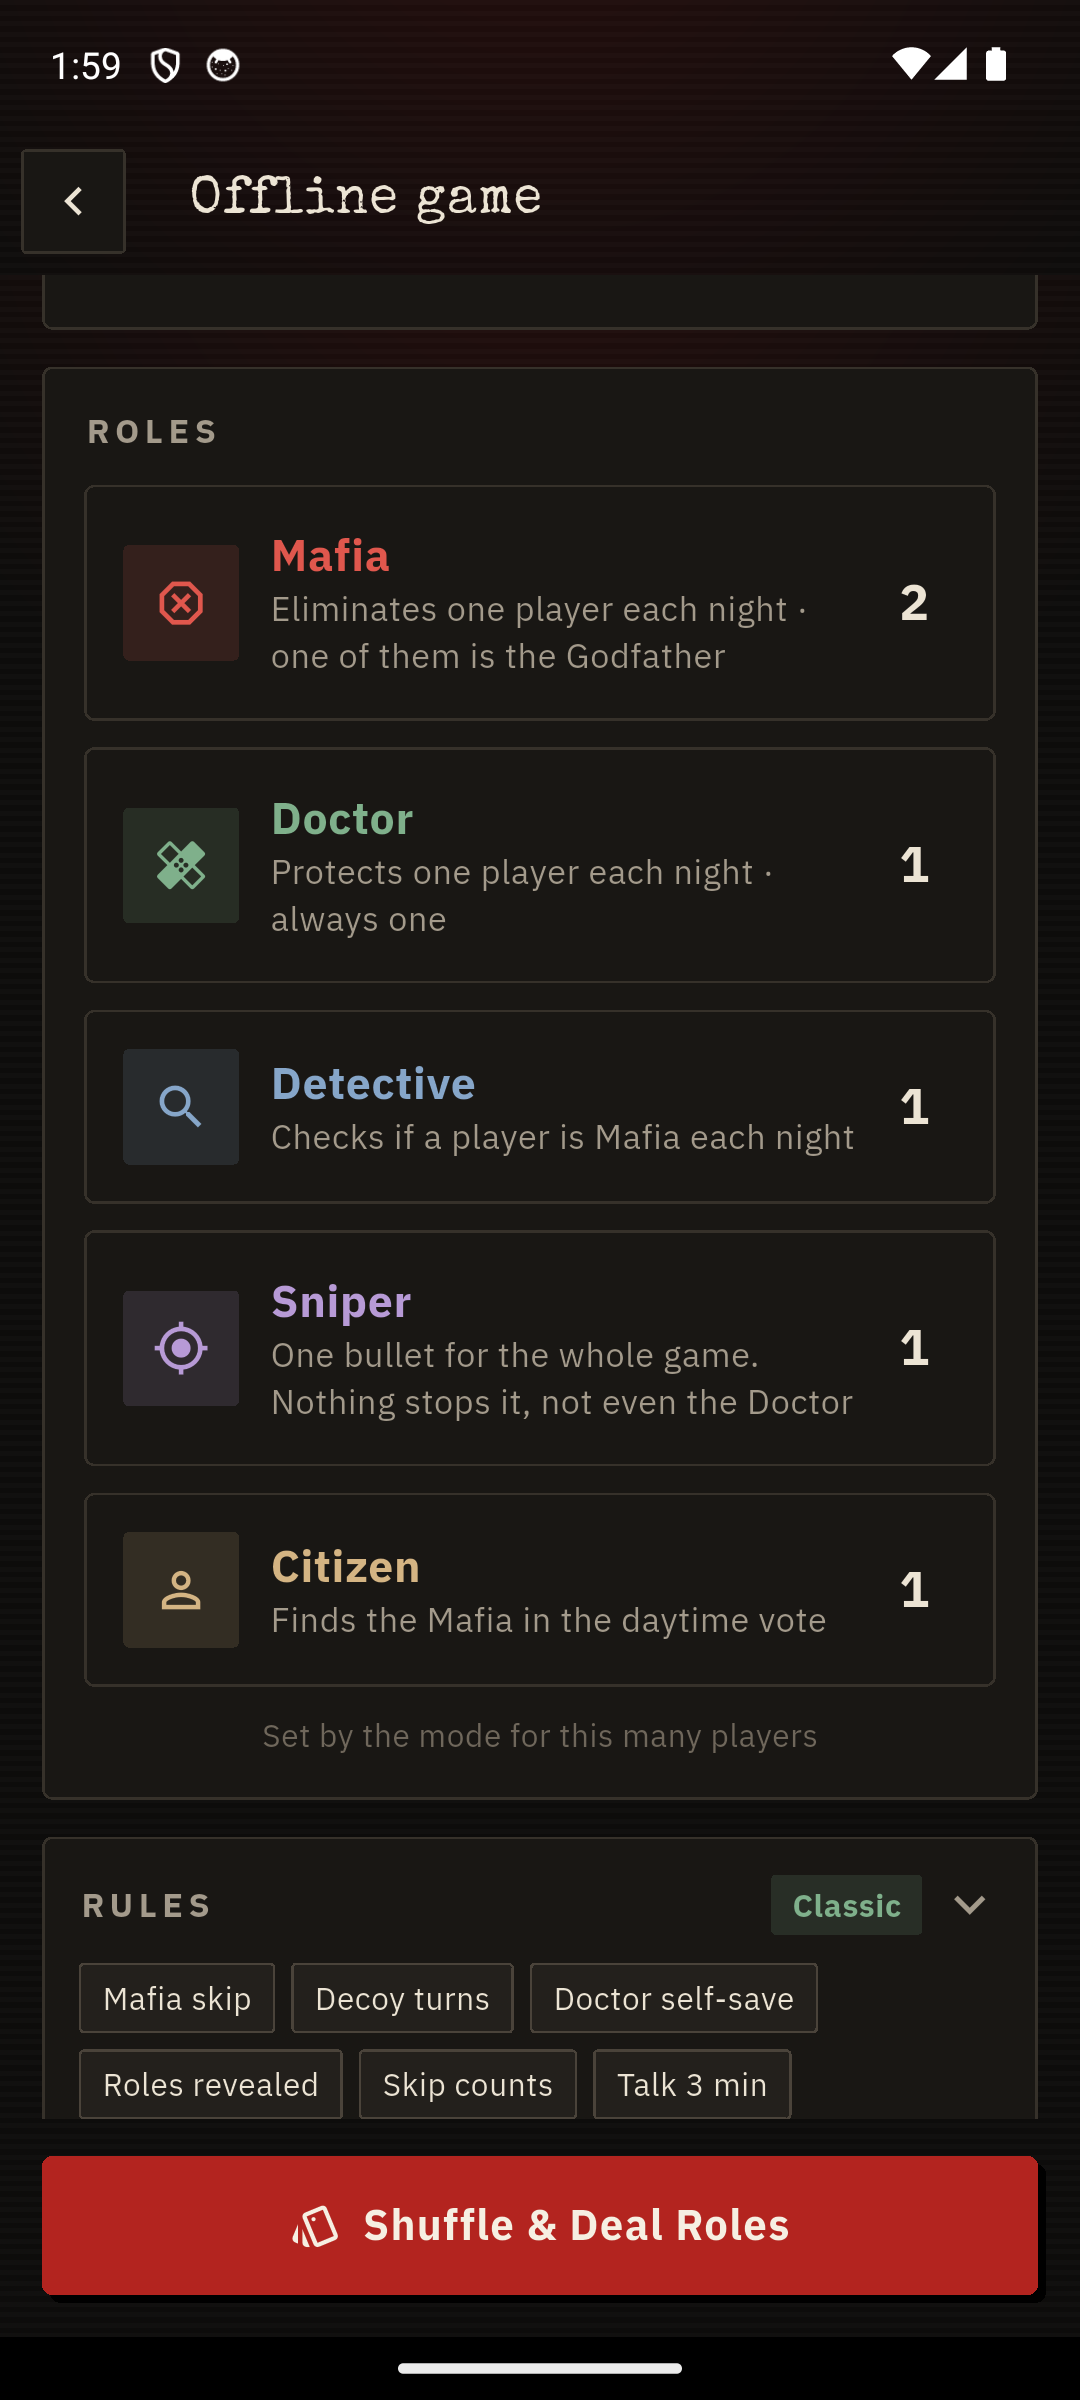 1:59
Offline game
ROLES
Mafia
Eliminates one player each night ·
one of them is the Godfather
2
Doctor
Protects one player each night ·
always one
1
Detective
Checks if a player is Mafia each night
1
Sniper
One bullet for the whole game.
Nothing stops it, not even the Doctor
1
Citizen
Finds the Mafia in the daytime vote
1
Set by the mode for this many players
RULES
Classic
Mafia skip
Decoy turns
Doctor self-save
Roles revealed
Skip counts
Talk 3 min
Shuffle & Deal Roles